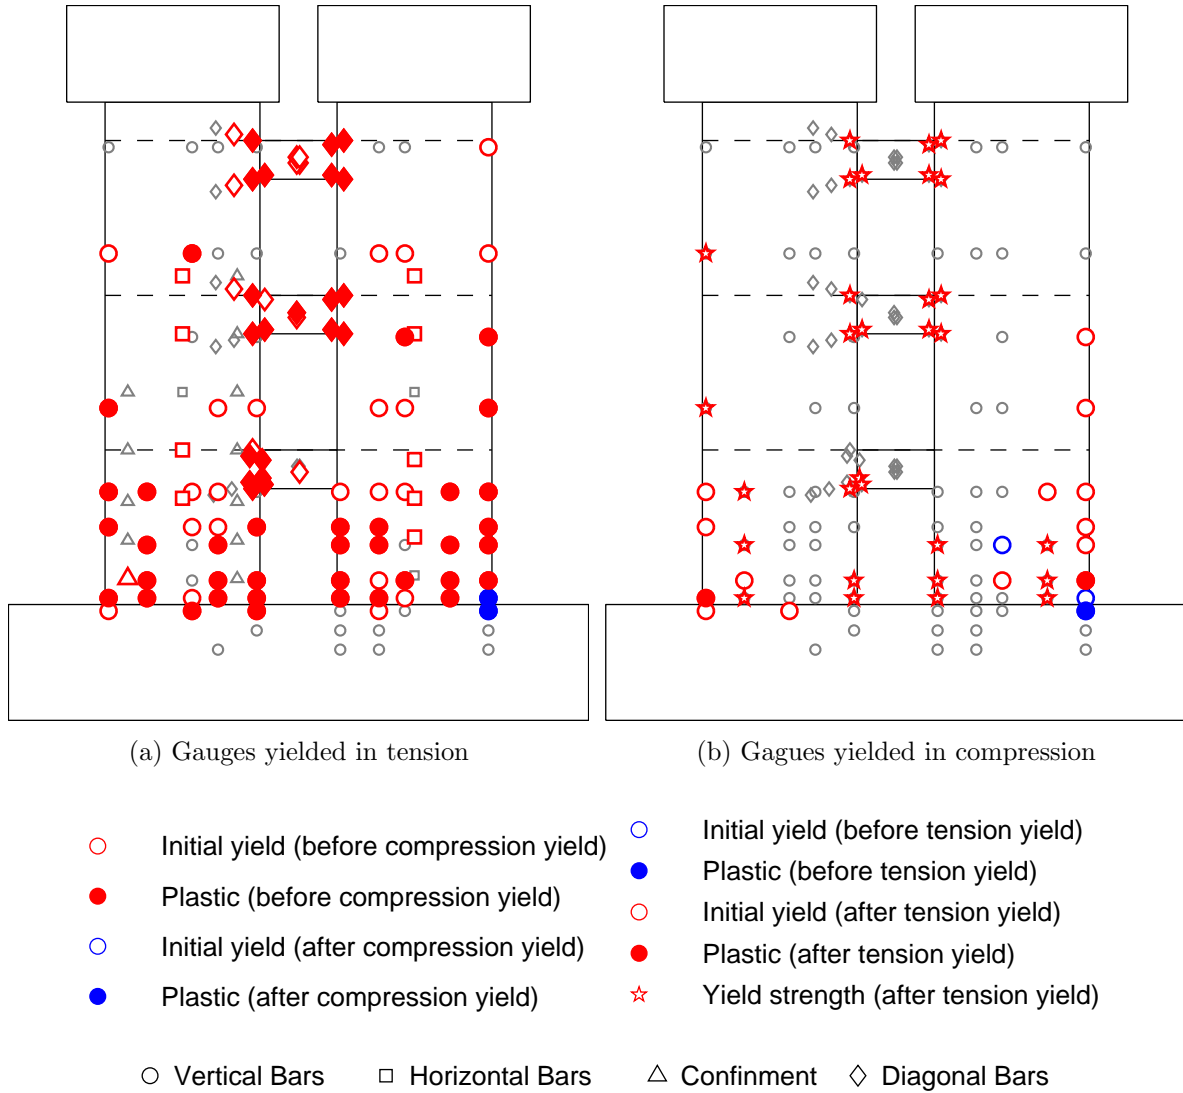 (a) Gauges yielded in tension
(b) Gagues yielded in compression
Initial yield (before compression yield)
Plastic (before compression yield)
Initial yield (after compression yield)
Plastic (after compression yield)
Initial yield (before tension yield)
Plastic (before tension yield)
Initial yield (after tension yield)
Plastic (after tension yield)
Yield strength (after tension yield)
Vertical Bars Horizontal Bars Confinment Diagonal Bars